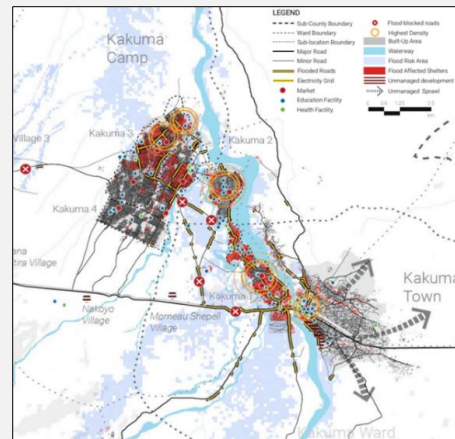 LEGEND
Sub-County Boundary
Ward Boundary
Sub-location Boundary
Major Road
Minor Road
Flooded Roads
Electricity Grid
Market
Education Facility
Health Facility
Flood-blocked roads
Highest Density
Built-Up Area
Waterway
Flood Risk Area
Flood Affected Shelters
Unmanaged development
Unmanaged Sprawl
Kakuma
Camp
Kakuma 3
Kakuma 2
Village 3
Kakuma 4
tira Village
Kakuma
Nakoyo
Village
Morneau Shepell
Village
Kakuma
Town
Kakuma Ward